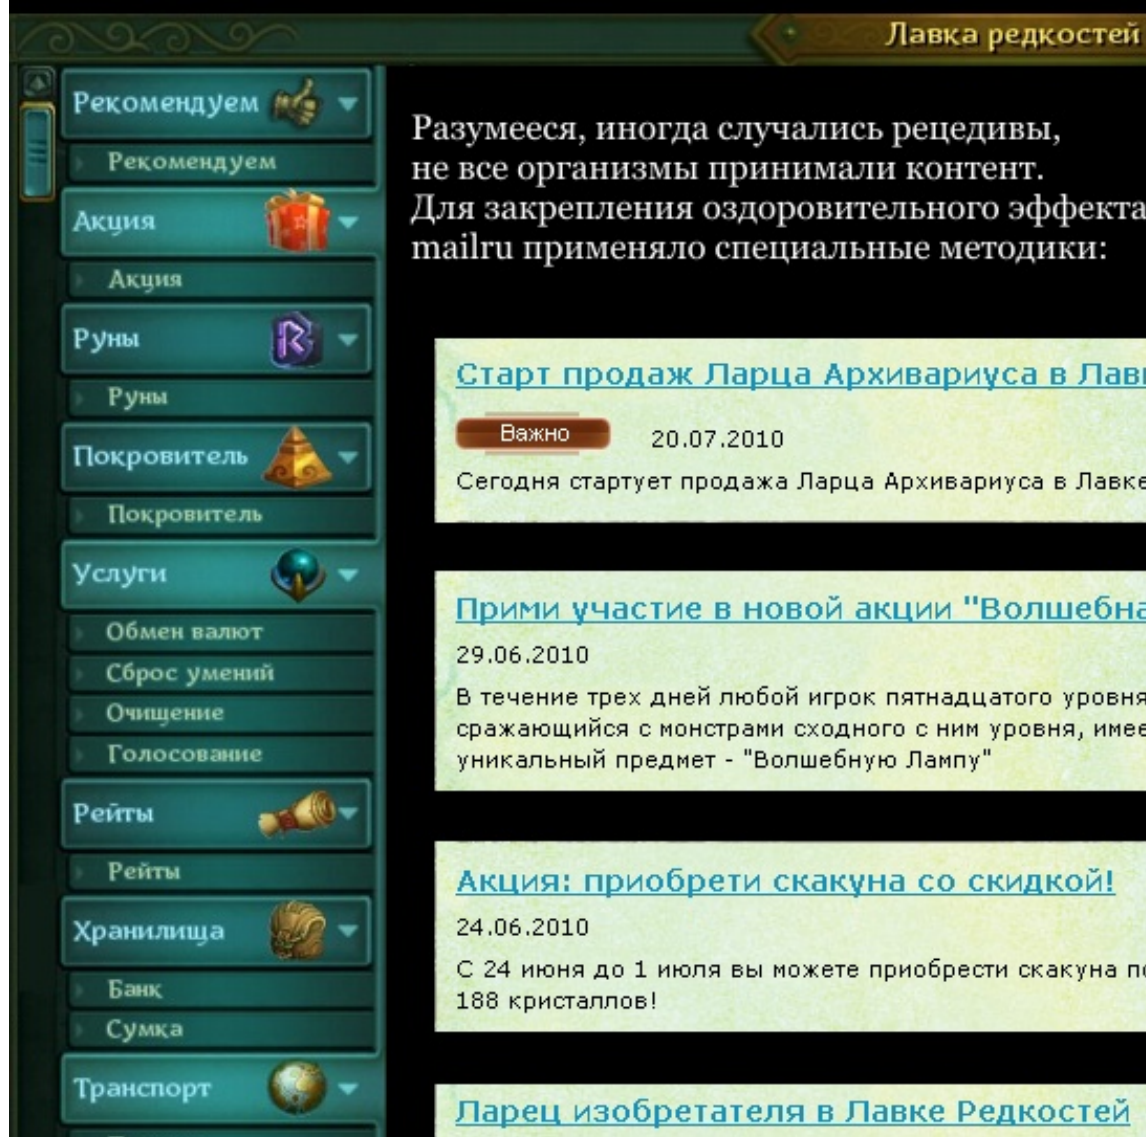 Лавка редкостей
Рекомендуем
Рекомендуем
Акция
Акция
Руны
Руны
Покровитель
Покровитель
Услуги
Обмен валют
Сброс умений
Очищение
Голосование
Рейты
Рейты
Хранилища
Банк
Сумка
Транспорт
Разумееся, иногда случались рецедивы,
не все организмы принимали контент.
Для закрепления оздоровительного эффекта
mailru применяло специальные методики:
Старт продаж Ларца Архивариуса в Лавк
Важно 20.07.2010
Сегодня стартует продажа Ларца Архивариуса в Лавке
Прими участие в новой акции "Волшебна
29.06.2010
В течение трех дней любой игрок пятнадцатого уровня
сражающийся с монстрами сходного с ним уровня, имее
уникальный предмет - "Волшебную Лампу"
Акция: приобрети скакуна со скидкой!
24.06.2010
С 24 июня до 1 июля вы можете приобрести скакуна по
188 кристаллов!
Ларец изобретателя в Лавке Редкостей